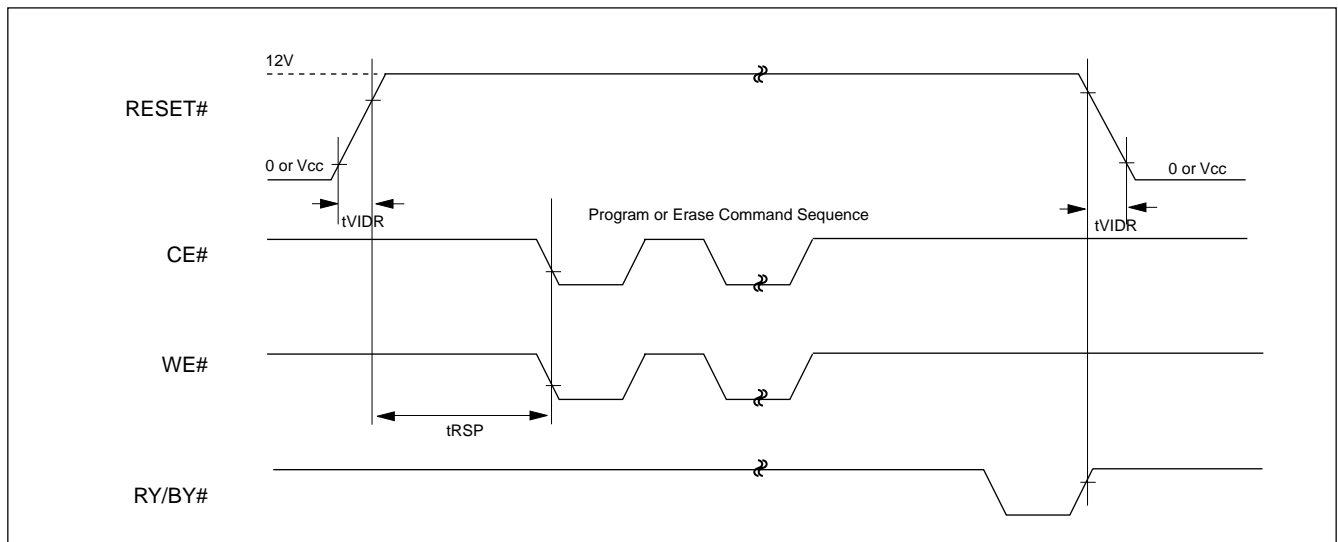 12V
RESET#
0 or Vcc
0 or Vcc
tVIDR
Program or Erase Command Sequence
tVIDR
CE#
WE#
tRSP
RY/BY#